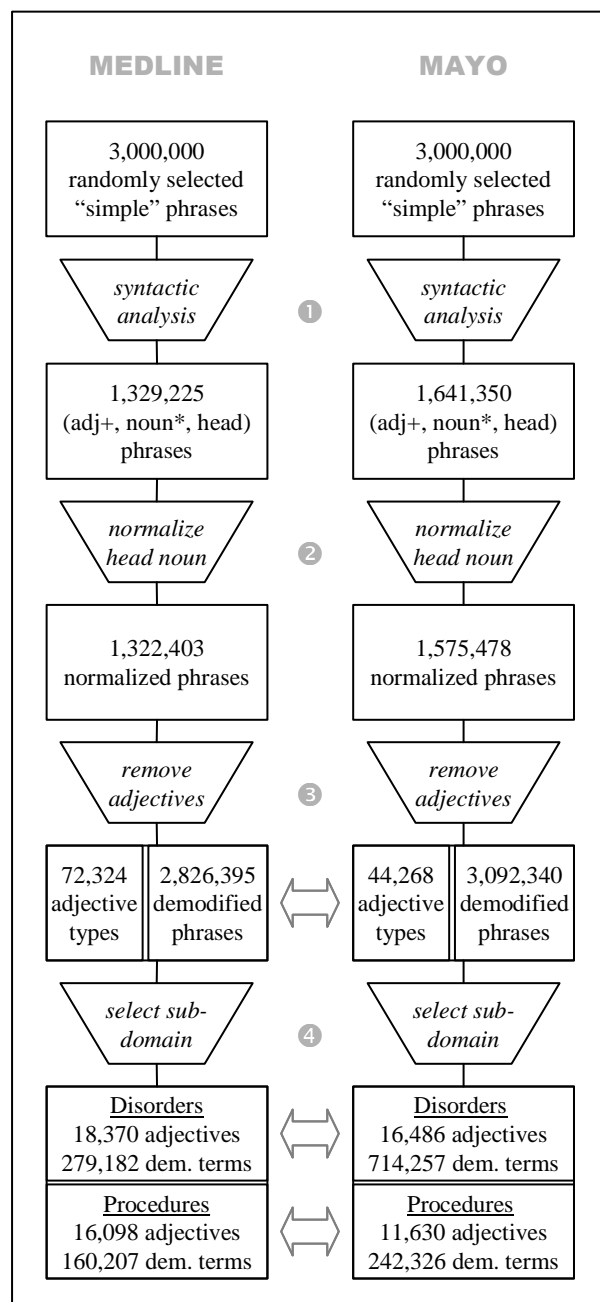 MEDLINE
MAYO
3,000,000
randomly selected
“simple” phrases
3,000,000
randomly selected
“simple” phrases
syntactic
analysis
❶
syntactic
analysis
1,329,225
(adj+, noun*, head)
phrases
1,641,350
(adj+, noun*, head)
phrases
normalize
head noun
❷
normalize
head noun
1,322,403
normalized phrases
1,575,478
normalized phrases
remove
adjectives
❸
remove
adjectives
72,324
adjective
types
2,826,395
demodified
phrases
44,268
adjective
types
3,092,340
demodified
phrases
select sub-
domain
❹
select sub-
domain
Disorders
18,370 adjectives
279,182 dem. terms
Disorders
16,486 adjectives
714,257 dem. terms
Procedures
16,098 adjectives
160,207 dem. terms
Procedures
11,630 adjectives
242,326 dem. terms